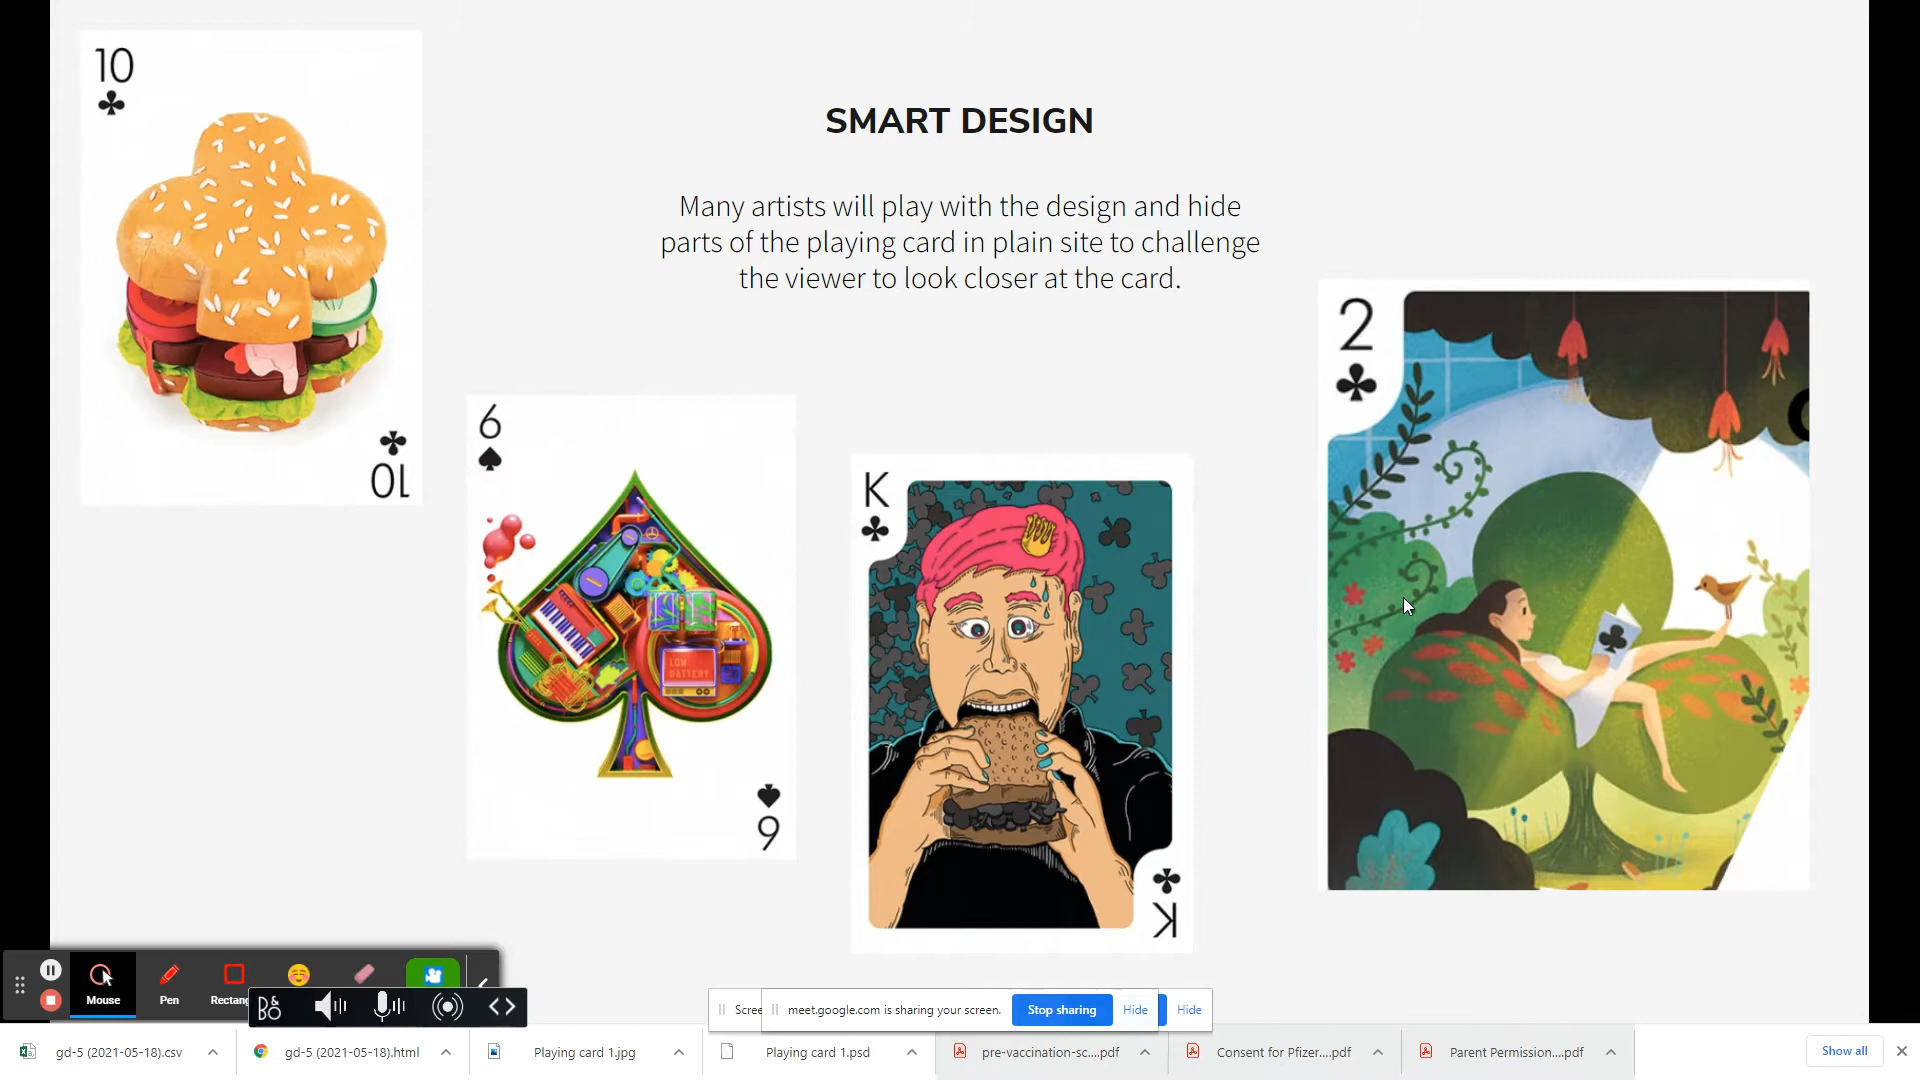 10
SMART DESIGN
Many artists will play with the design and hide
parts of the playing card in plain site to challenge
the viewer to look closer at the card.
10
2
6
LOW
BATTERY
6
K
K
Mouse
Pen
Rectang
B&O
Scree
meet.google.com is sharing your screen.
Stop sharing
Hide
Hide
gd-5 (2021-05-18).csv
gd-5 (2021-05-18).html
Playing card 1.jpg
Playing card 1.psd
pre-vaccination-sc....pdf
Consent for Pfizer....pdf
Parent Permission....pdf
Show all